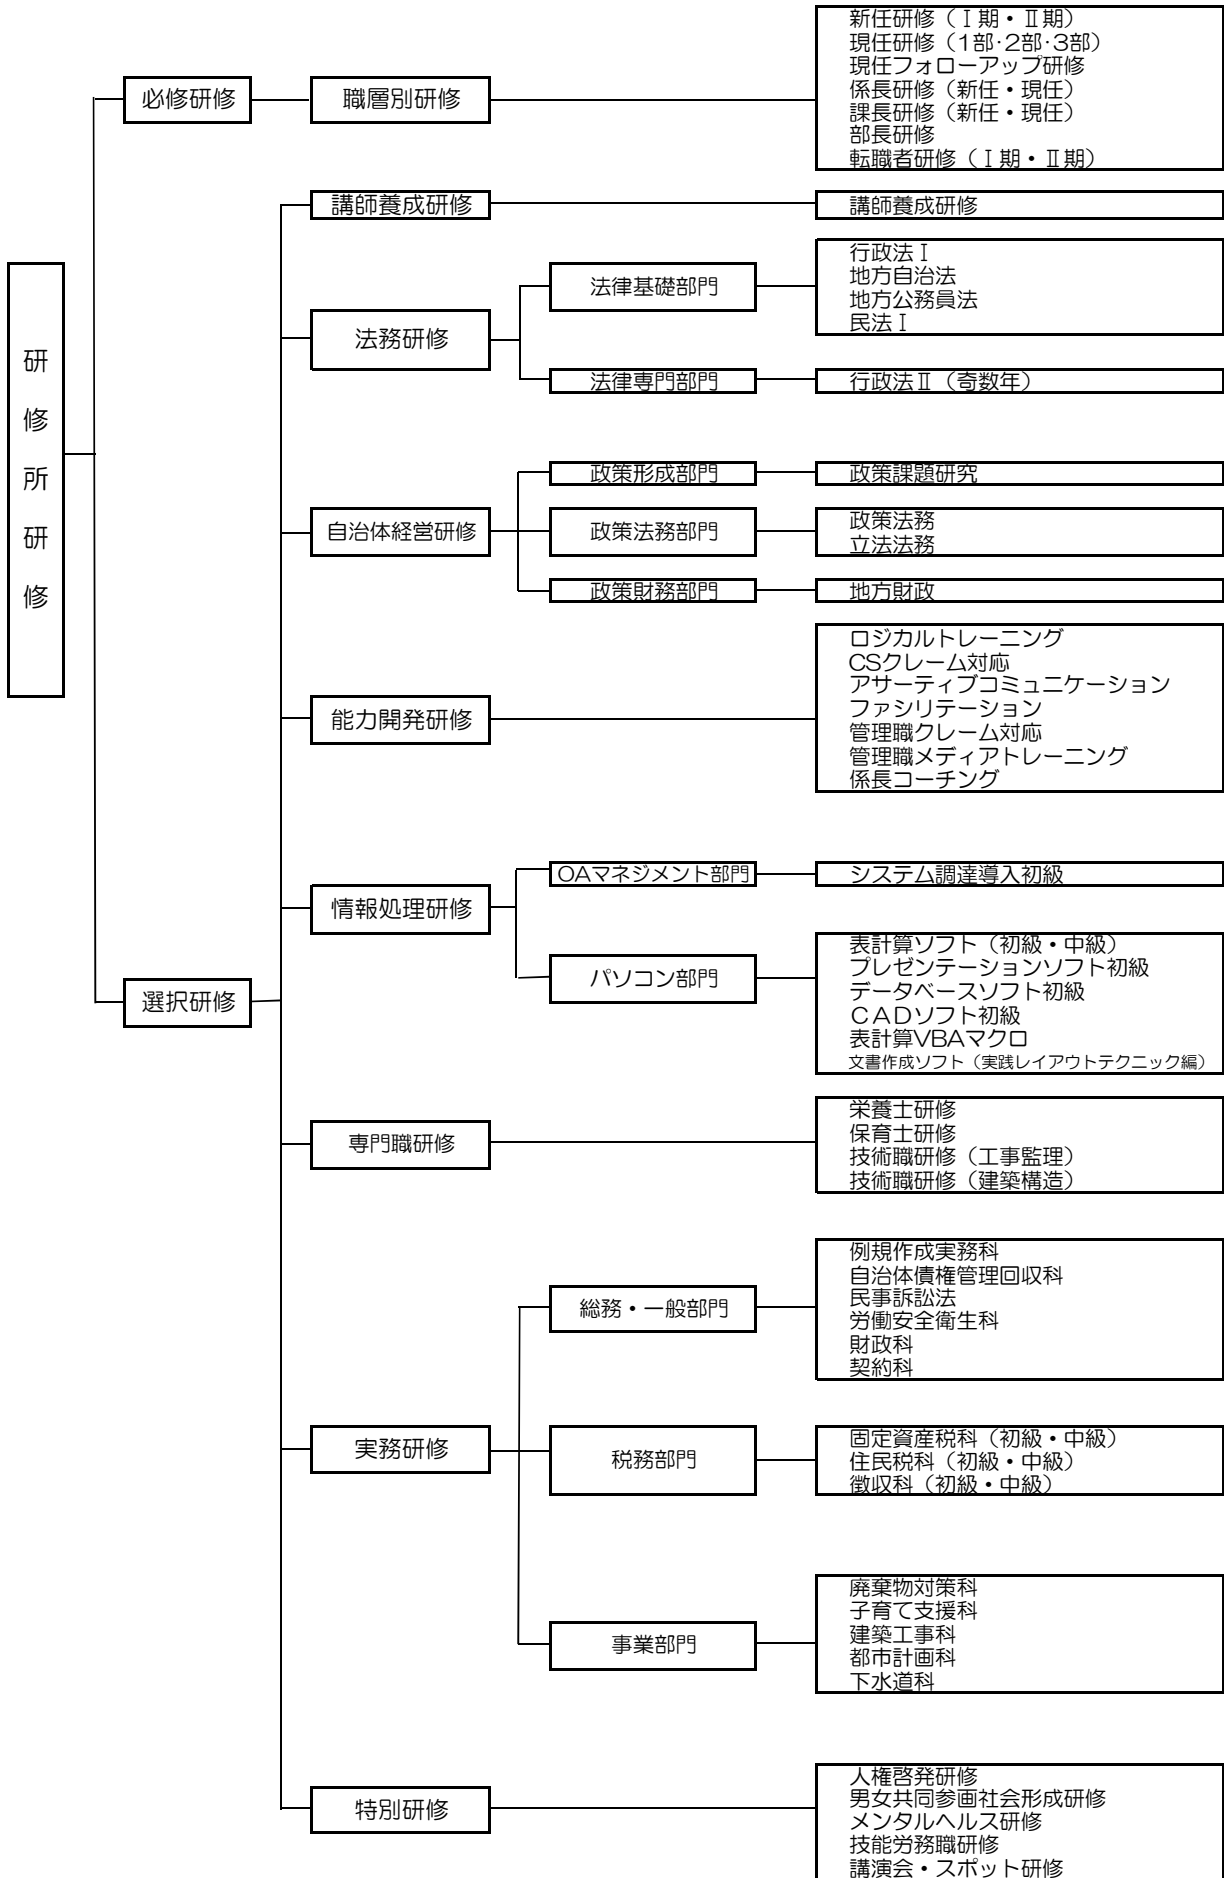 研修所研修
必修研修
職層別研修
新任研修（Ⅰ期・Ⅱ期）
現任研修（1部･2部･3部）
現任フォローアップ研修
係長研修（新任・現任）
課長研修（新任・現任）
部長研修
転職者研修（Ⅰ期・Ⅱ期）
選択研修
講師養成研修
講師養成研修
法務研修
法律基礎部門
行政法Ⅰ
地方自治法
地方公務員法
民法Ⅰ
法律専門部門
行政法Ⅱ（奇数年）
自治体経営研修
政策形成部門
政策課題研究
政策法務部門
政策法務
立法法務
政策財務部門
地方財政
能力開発研修
ロジカルトレーニング
CSクレーム対応
アサーティブコミュニケーション
ファシリテーション
管理職クレーム対応
管理職メディアトレーニング
係長コーチング
情報処理研修
OAマネジメント部門
システム調達導入初級
パソコン部門
表計算ソフト（初級・中級）
プレゼンテーションソフト初級
データベースソフト初級
ＣＡＤソフト初級
表計算VBAマクロ
文書作成ソフト（実践レイアウトテクニック編）
専門職研修
栄養士研修
保育士研修
技術職研修（工事監理）
技術職研修（建築構造）
実務研修
総務・一般部門
例規作成実務科
自治体債権管理回収科
民事訴訟法
労働安全衛生科
財政科
契約科
税務部門
固定資産税科（初級・中級）
住民税科（初級・中級）
徴収科（初級・中級）
事業部門
廃棄物対策科
子育て支援科
建築工事科
都市計画科
下水道科
特別研修
人権啓発研修
男女共同参画社会形成研修
メンタルヘルス研修
技能労務職研修
講演会・スポット研修